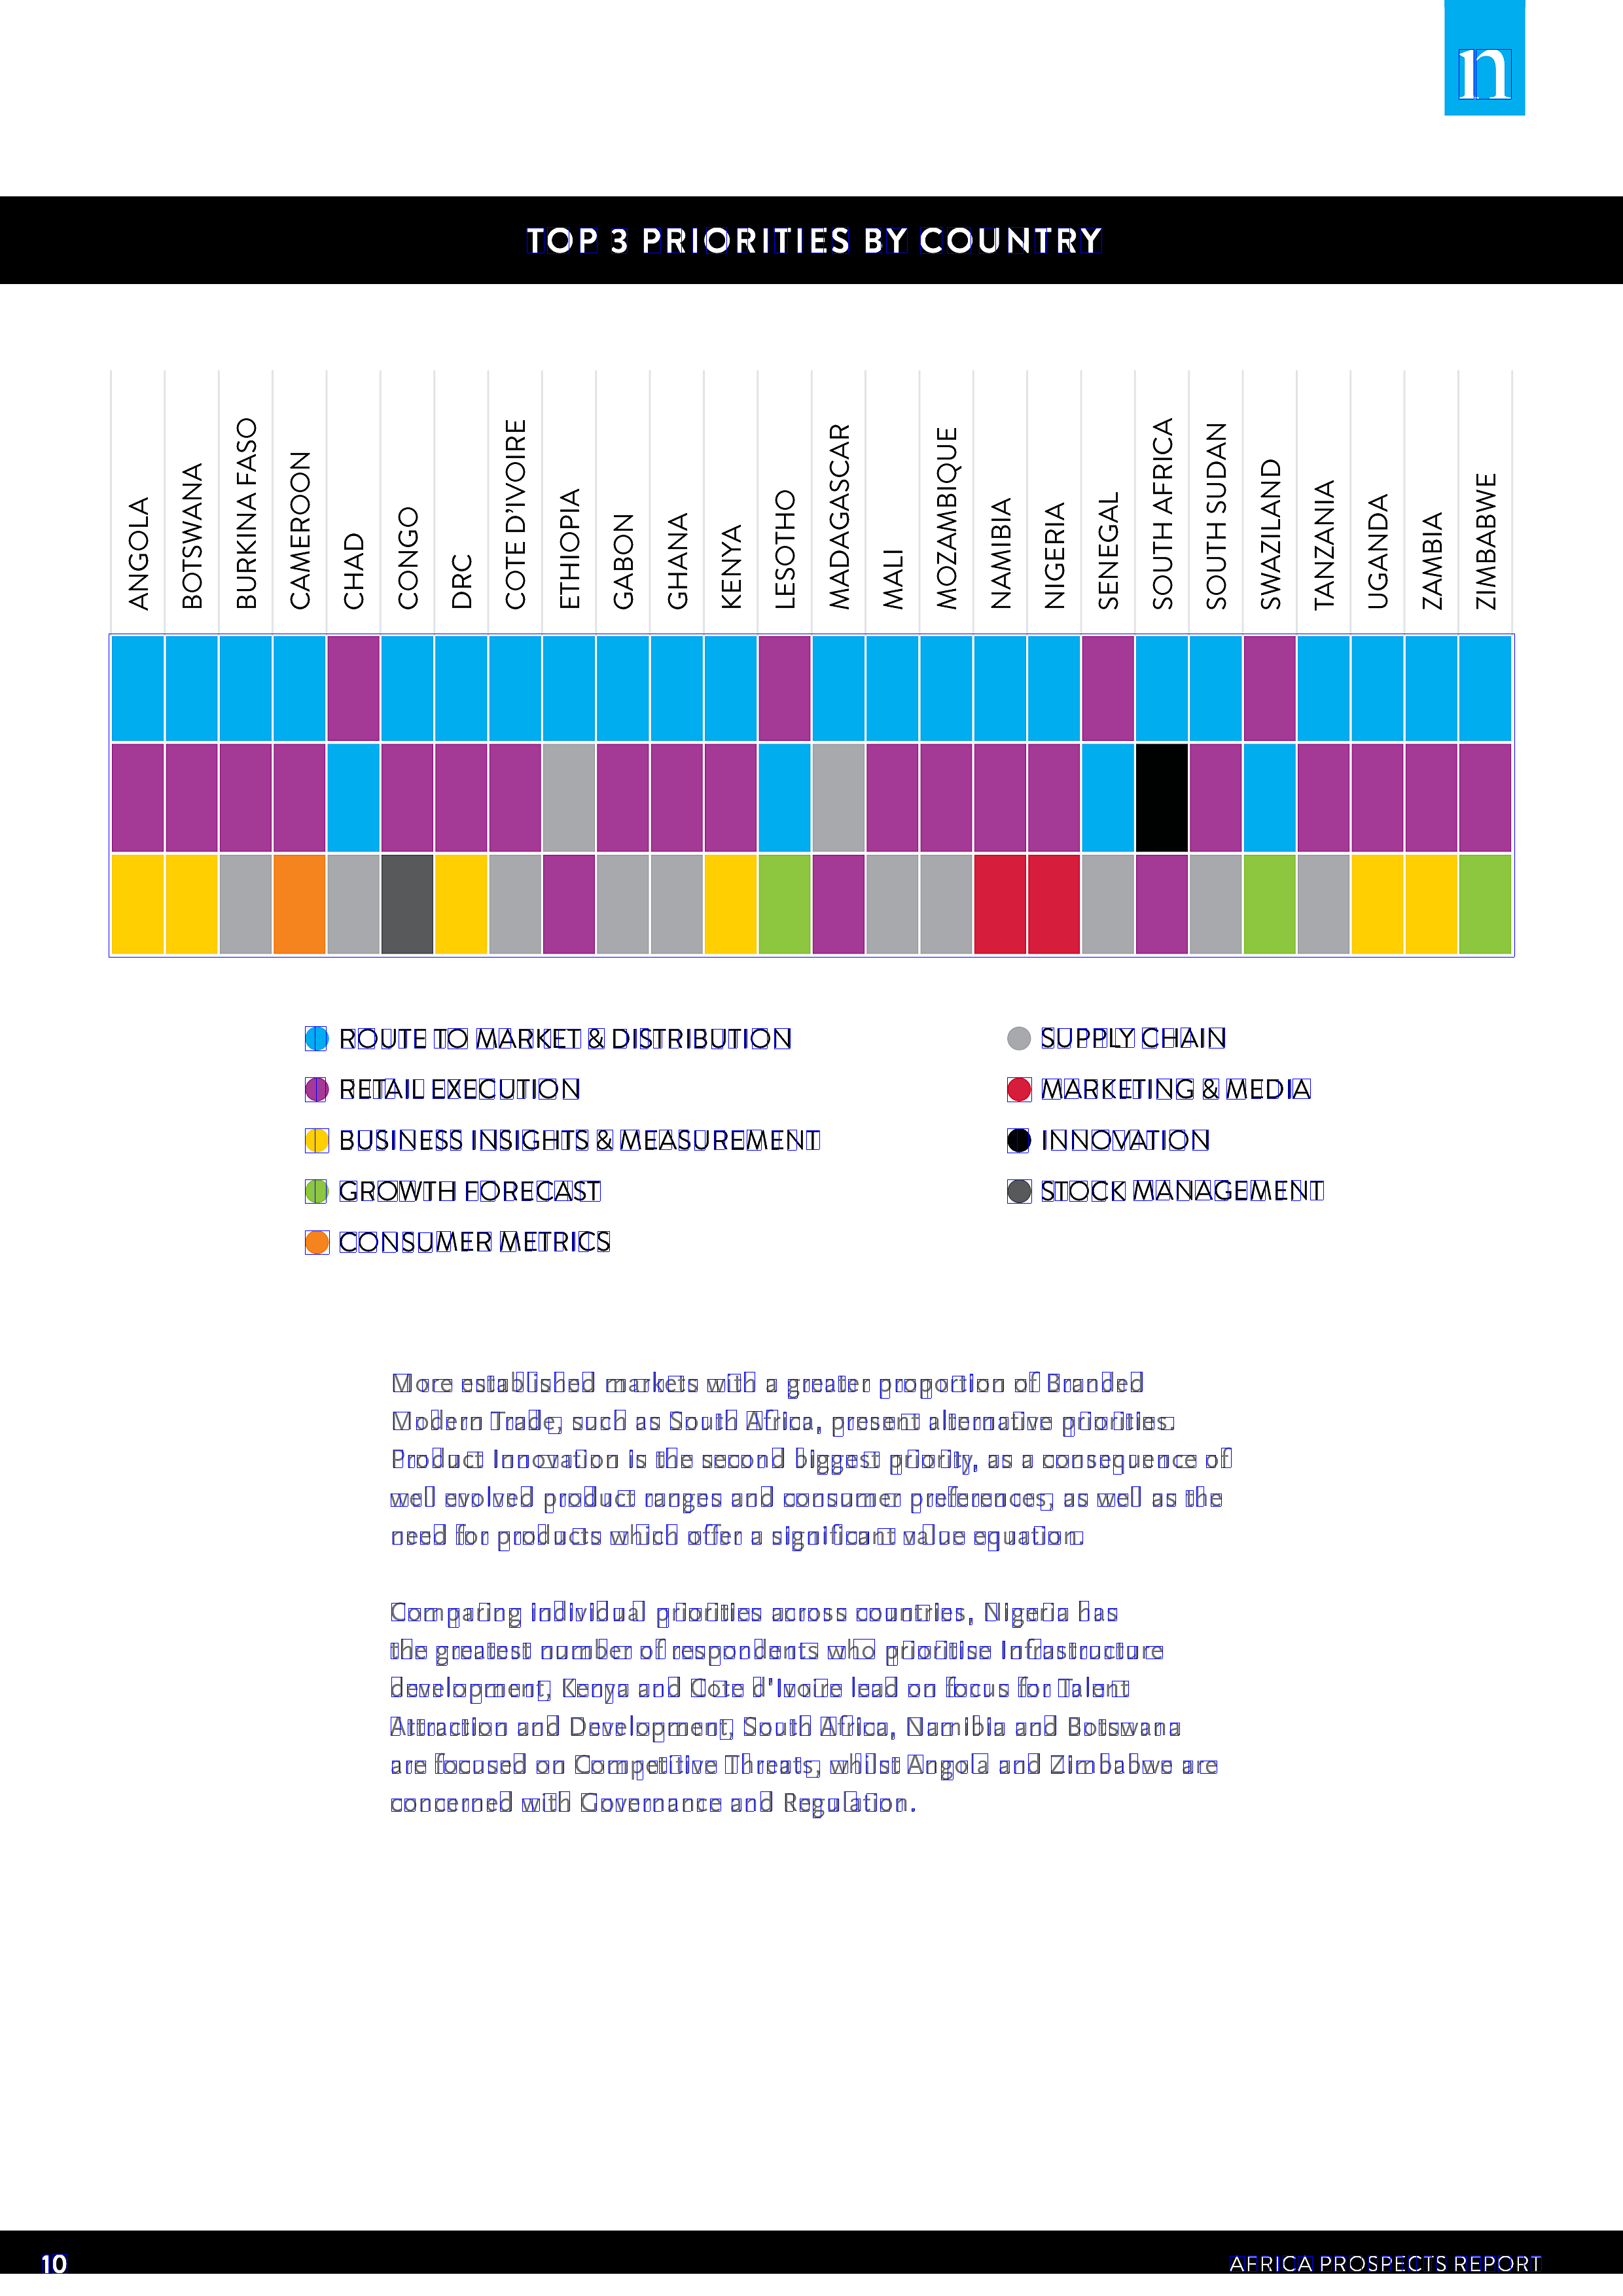 n
TOP 3 PRIORITIES BY COUNTRY
ANGOLA
BOTSWANA
BURKINA FASO
CAMEROON
CHAD
CONGO
DRC
COTE D'IVOIRE
ETHIOPIA
GABON
GHANA
KENYA
LESOTHO
MADAGASCAR
MALI
MOZAMBIQUE
NAMIBIA
NIGERIA
SENEGAL
SOUTH AFRICA
SOUTH SUDAN
SWAZILAND
TANZANIA
UGANDA
ZAMBIA
ZIMBABWE
ROUTE TO MARKET & DISTRIBUTION
RETAIL EXECUTION
BUSINESS INSIGHTS & MEASUREMENT
GROWTH FORECAST
CONSUMER METRICS
SUPPLY CHAIN
MARKETING & MEDIA
INNOVATION
STOCK MANAGEMENT
More established markets with a greater proportion of Branded
Modern Trade, such as South Africa, present alternative priorities.
Product Innovation is the second biggest priority, as a consequence of
well evolved product ranges and consumer preferences, as well as the
need for products which offer a significant value equation.
Comparing individual priorities across countries, Nigeria has
the greatest number of respondents who prioritise Infrastructure
development, Kenya and Cote d'Ivoire lead on focus for Talent
Attraction and Development, South Africa, Namibia and Botswana
are focused on Competitive Threats, whilst Angola and Zimbabwe are
concerned with Governance and Regulation.
10
AFRICA PROSPECTS REPORT